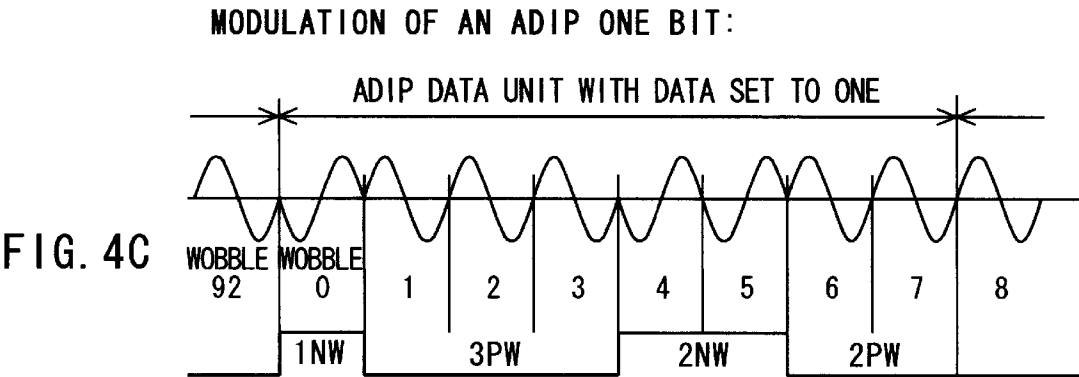 MODULATION OF AN ADIP ONE BIT:
ADIP DATA UNIT WITH DATA SET TO ONE
FIG. 4C
WOBBLE WOBBLE
92 0 1 2 3 4 5 6 7 8
1NW 3PW 2NW 2PW